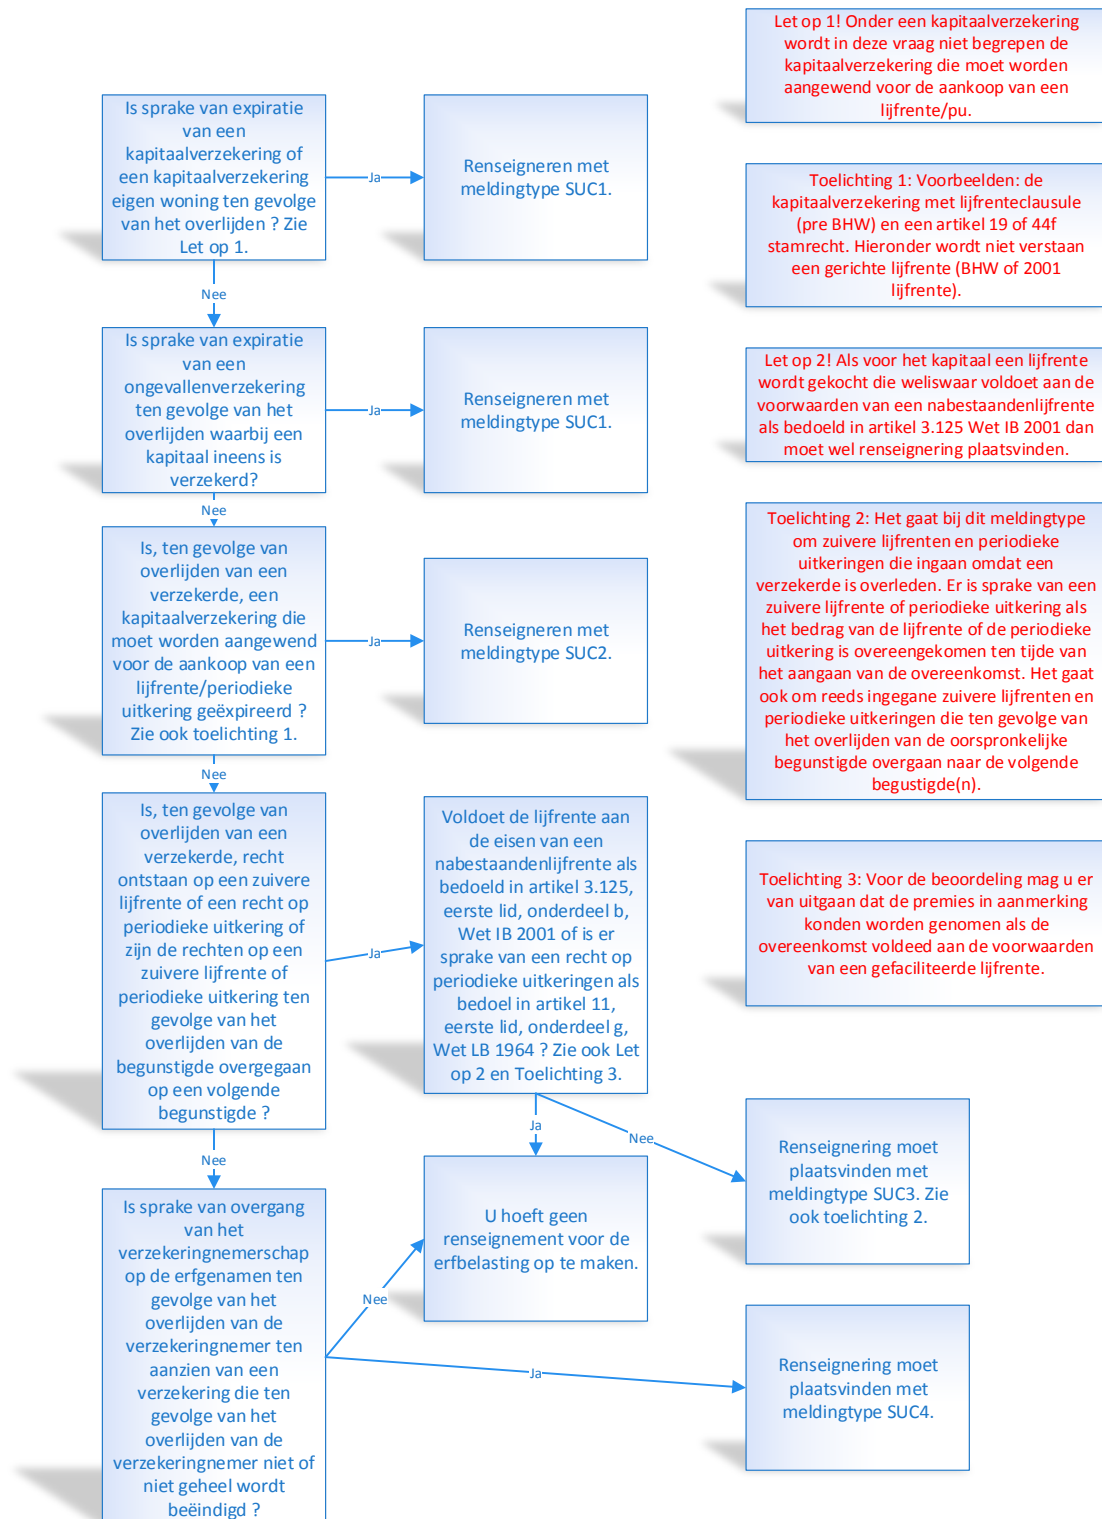 Let op 1! Onder een kapitaalverzekering
wordt in deze vraag niet begrepen de
kapitaalverzekering die moet worden
aangewend voor de aankoop van een
lijfrente/pu.
Is sprake van expiratie
van een
kapitaalverzekering of
een kapitaalverzekering
eigen woning ten gevolge
van het overlijden ? Zie
Let op 1.
Ja
Renseigneren met
meldingtype SUC1.
Toelichting 1: Voorbeelden: de
kapitaalverzekering met lijfrenteclausule
(pre BHW) en een artikel 19 of 44f
stamrecht. Hieronder wordt niet verstaan
een gerichte lijfrente (BHW of 2001
lijfrente).
Nee
Is sprake van expiratie
van een
ongevallenverzekering
ten gevolge van het
overlijden waarbij een
kapitaal ineens is
verzekerd?
Ja
Renseigneren met
meldingtype SUC1.
Let op 2! Als voor het kapitaal een lijfrente
wordt gekocht die weliswaar voldoet aan de
voorwaarden van een nabestaandenlijfrente
als bedoeld in artikel 3.125 Wet IB 2001 dan
moet wel renseignering plaatsvinden.
Nee
Is, ten gevolge van
overlijden van een
verzekerde, een
kapitaalverzekering die
moet worden aangewend
voor de aankoop van een
lijfrente/periodieke
uitkering geëxpireerd ?
Zie ook toelichting 1.
Ja
Renseigneren met
meldingtype SUC2.
Toelichting 2: Het gaat bij dit meldingtype
om zuivere lijfrenten en periodieke
uitkeringen die ingaan omdat een
verzekerde is overleden. Er is sprake van een
zuivere lijfrente of periodieke uitkering als
het bedrag van de lijfrente of de periodieke
uitkering is overeengekomen ten tijde van
het aangaan van de overeenkomst. Het gaat
ook om reeds ingegane zuivere lijfrenten en
periodieke uitkeringen die ten gevolge van
het overlijden van de oorspronkelijke
begunstigde overgaan naar de volgende
begustigde(n).
Nee
Is, ten gevolge van
overlijden van een
verzekerde, recht
ontstaan op een zuivere
lijfrente of een recht op
periodieke uitkering of
zijn de rechten op een
zuivere lijfrente of
periodieke uitkering ten
gevolge van het
overlijden van de
begunstigde overgegaan
op een volgende
begunstigde ?
Ja
Voldoet de lijfrente aan
de eisen van een
nabestaandenlijfrente als
bedoeld in artikel 3.125,
eerste lid, onderdeel b,
Wet IB 2001 of is er
sprake van een recht op
periodieke uitkeringen als
bedoel in artikel 11,
eerste lid, onderdeel g,
Wet LB 1964 ? Zie ook Let
op 2 en Toelichting 3.
Toelichting 3: Voor de beoordeling mag u er
van uitgaan dat de premies in aanmerking
konden worden genomen als de
overeenkomst voldeed aan de voorwaarden
van een gefaciliteerde lijfrente.
Ja
Nee
Renseignering moet
plaatsvinden met
meldingtype SUC3. Zie
ook toelichting 2.
Nee
U hoeft geen
renseignement voor de
erfbelasting op te maken.
Is sprake van overgang
van het
verzekeringnemerschap
op de erfgenamen ten
gevolge van het
overlijden van de
verzekeringnemer ten
aanzien van een
verzekering die ten
gevolge van het
overlijden van de
verzekeringnemer niet of
niet geheel wordt
beëindigd ?
Nee
Ja
Renseignering moet
plaatsvinden met
meldingtype SUC4.